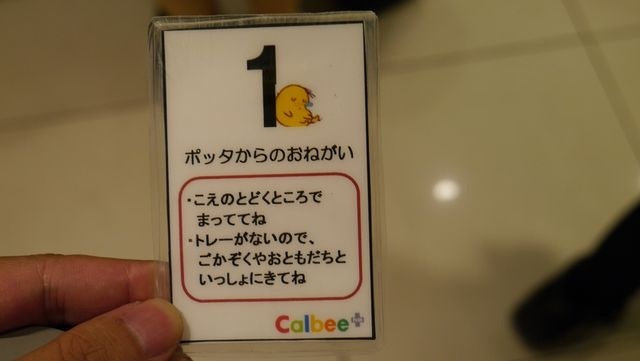 1
ポッタからのおねがい
・こえのとどくところで
まっててね
・トレーがないので、
ごかぞくやおともだちと
いっしょにきてね
Calbee+